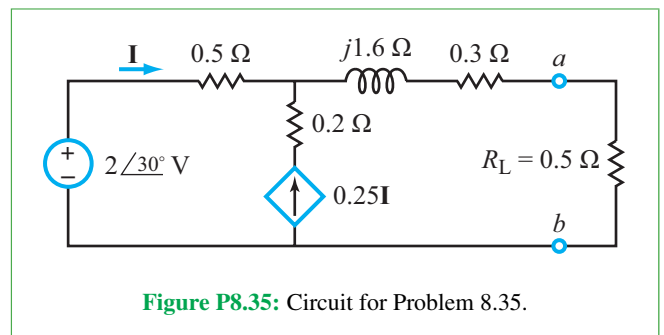 I 0.5 Ω j1.6 Ω 0.3 Ω a
0.2 Ω
+
−
2∠30° V
R_L = 0.5 Ω
0.25I
b
Figure P8.35: Circuit for Problem 8.35.